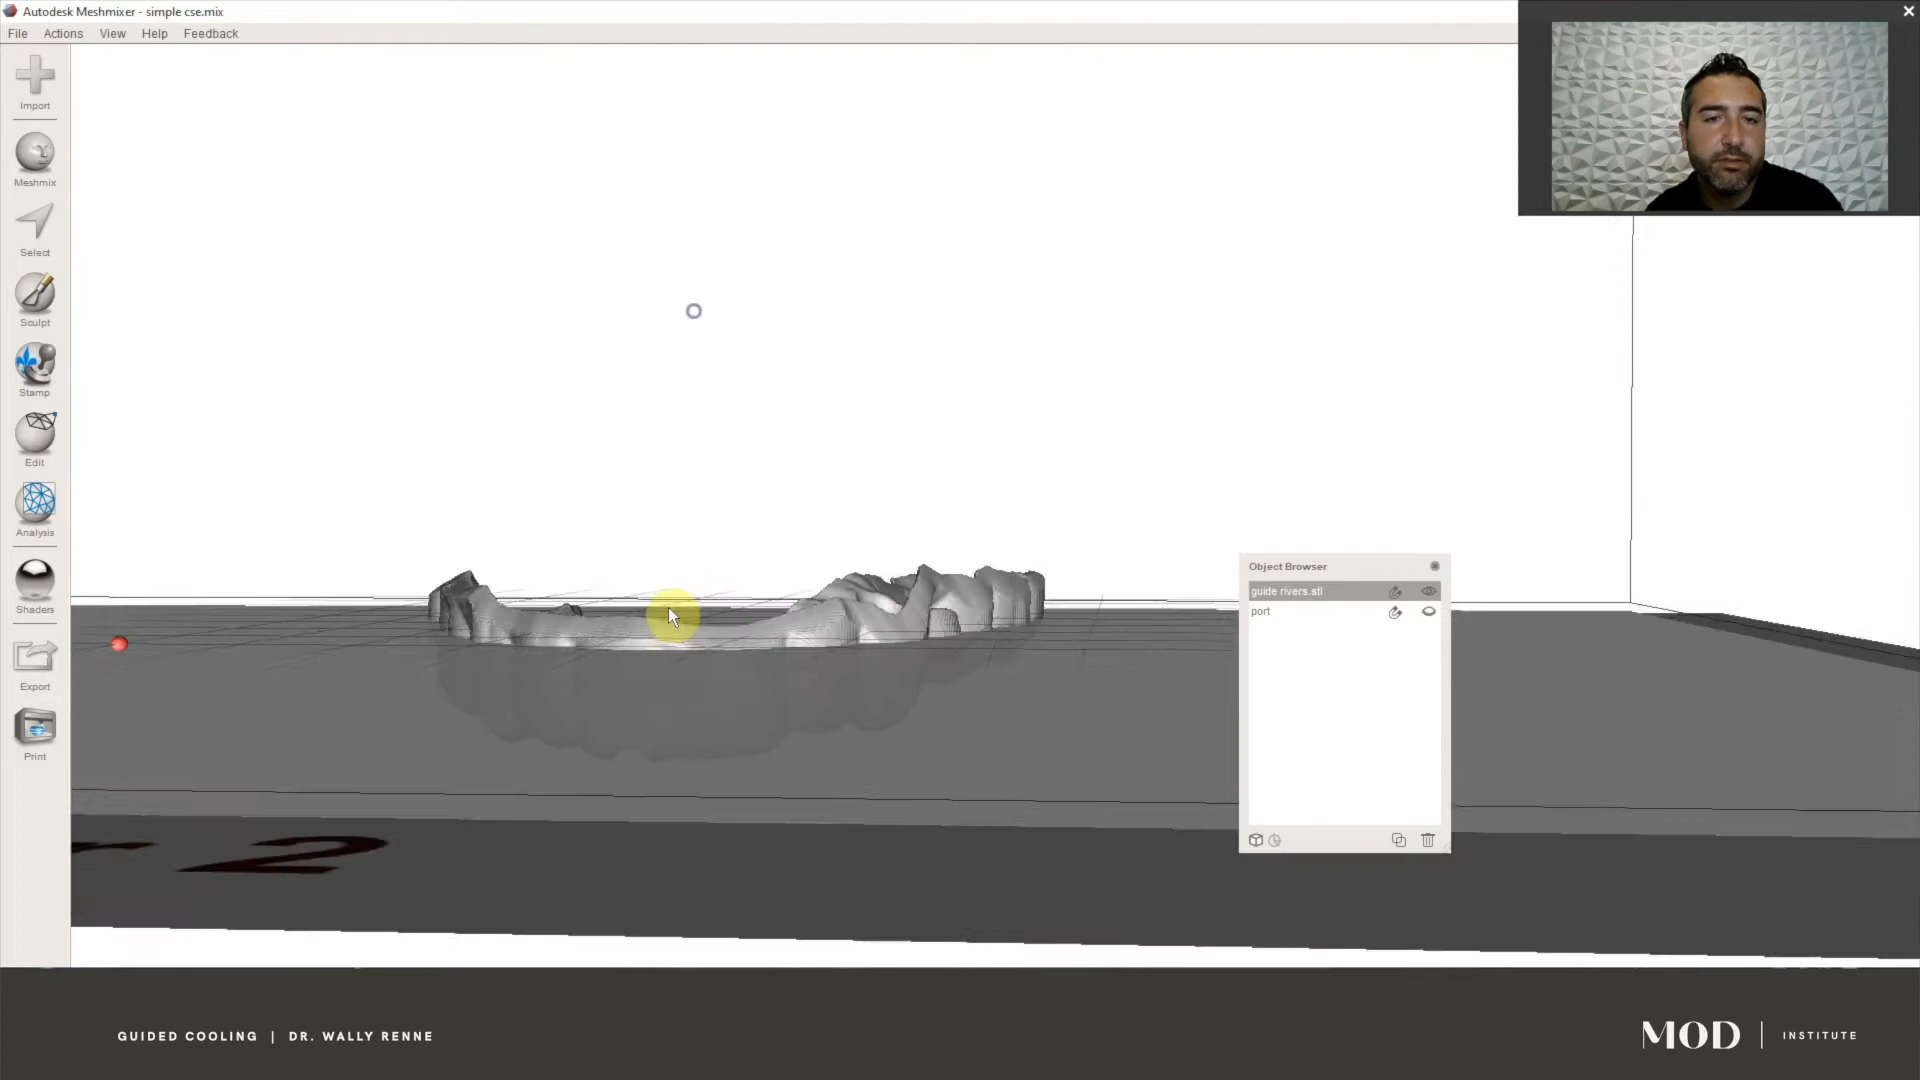 Autodesk Meshmixer - simple cse.mix
File Actions View Help Feedback
Import
Meshmix
Select
Sculpt
Stamp
Edit
Analysis
Shaders
Export
Print
Object Browser
guide rivers.stl
port
r 2
GUIDED COOLING | DR. WALLY RENNE
MOD | INSTITUTE